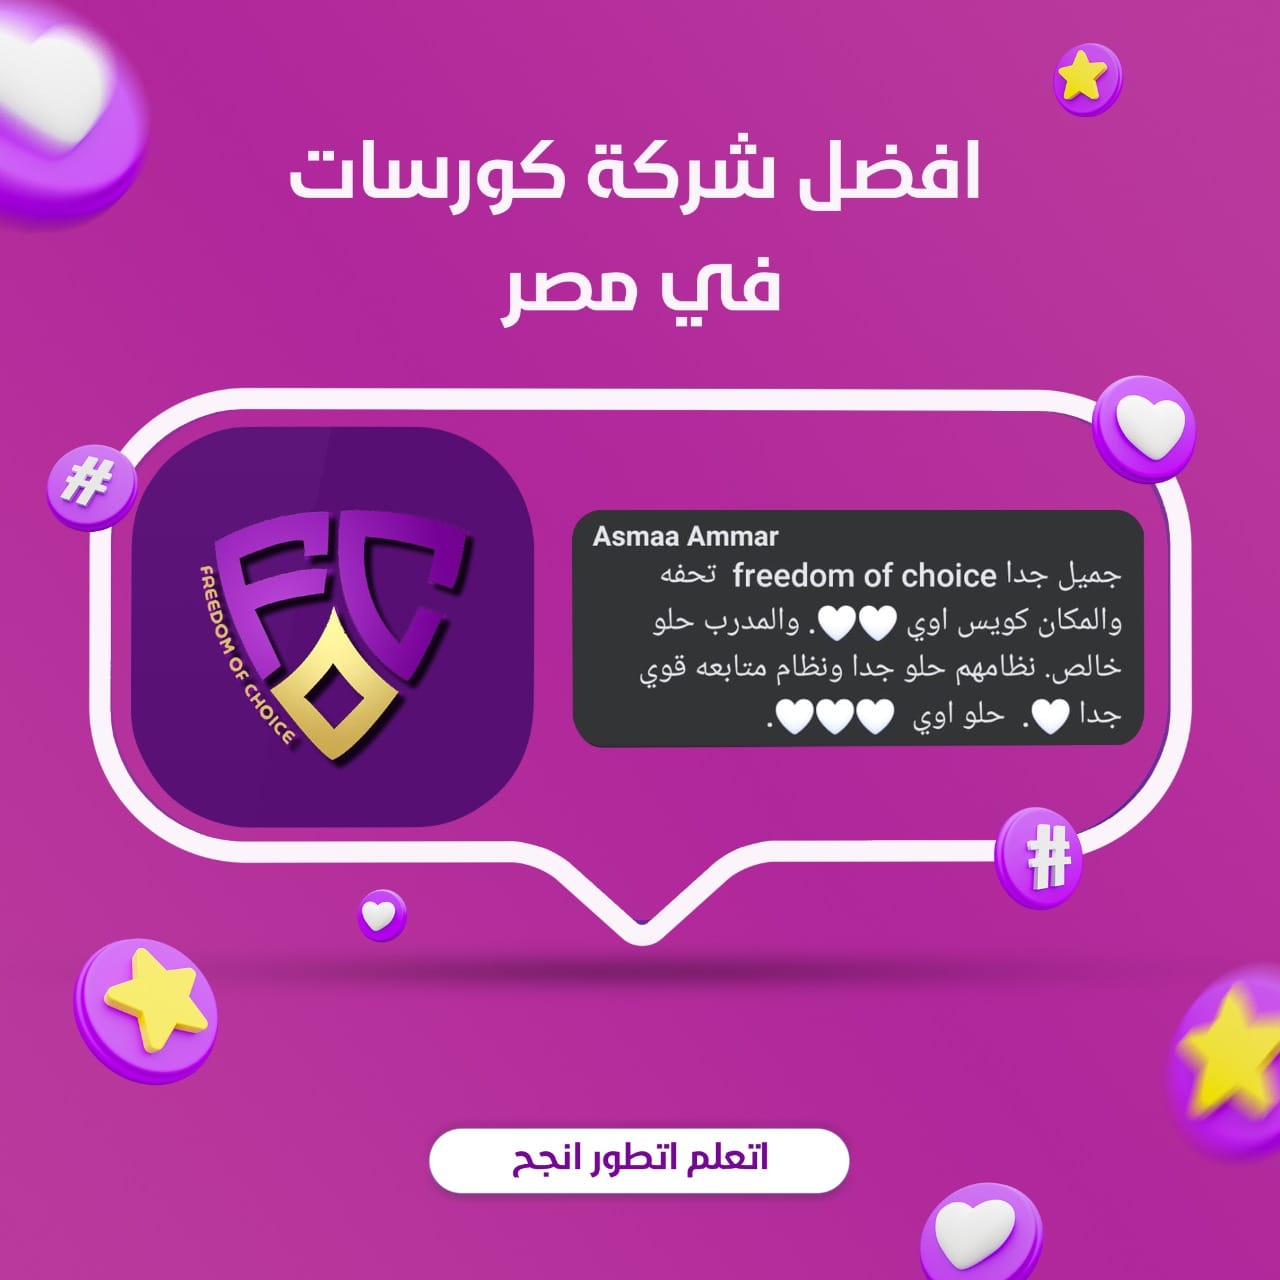 افضل شركة كورسات
في مصر
#
FC
FREEDOM OF CHOICE
Asmaa Ammar
جميل جدا freedom of choice تحفه
والمكان كويس اوي 🤍🤍. والمدرب حلو
خالص. نظامهم حلو جدا ونظام متابعه قوي
جدا 🤍. حلو اوي 🤍🤍🤍.
#
اتعلم اتطور انجح